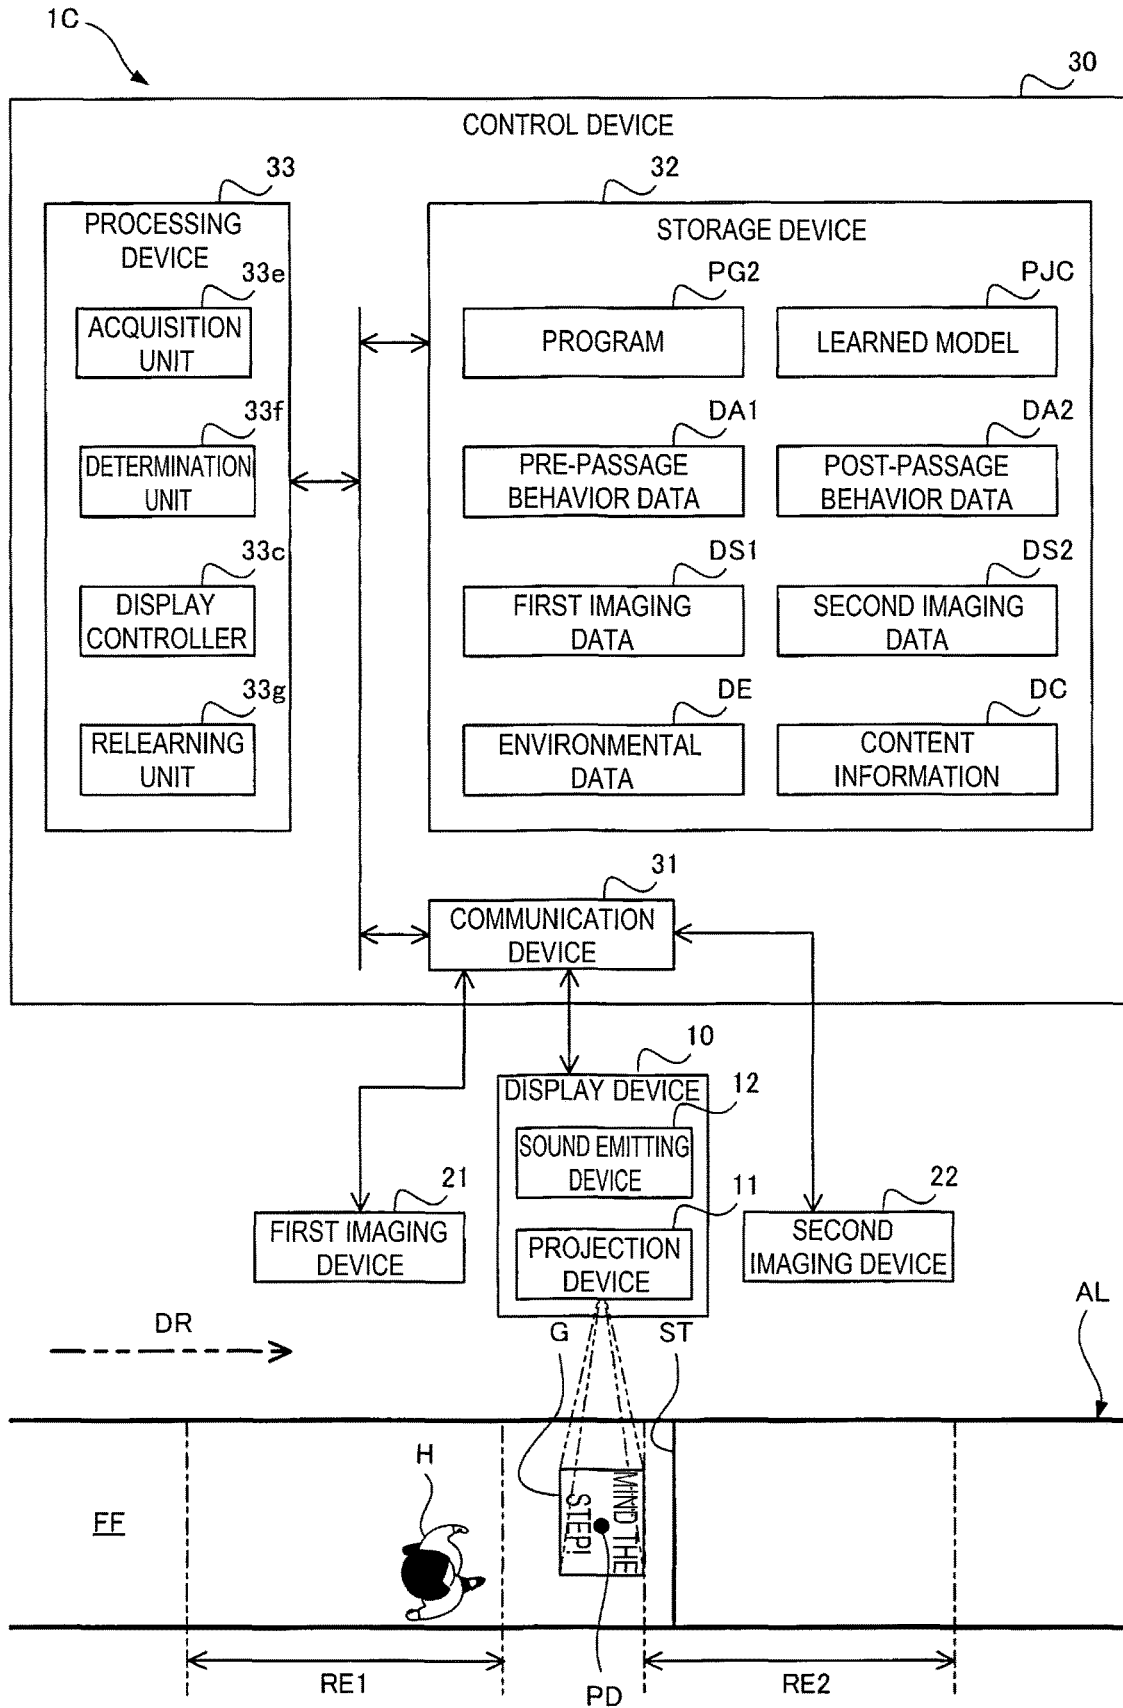 1C
30
CONTROL DEVICE
33
32
PROCESSING
DEVICE
STORAGE DEVICE
33e
PG2
PJC
ACQUISITION
UNIT
PROGRAM
LEARNED MODEL
33f
DA1
DA2
DETERMINATION
UNIT
PRE-PASSAGE
BEHAVIOR DATA
POST-PASSAGE
BEHAVIOR DATA
33c
DS1
DS2
DISPLAY
CONTROLLER
FIRST IMAGING
DATA
SECOND IMAGING
DATA
33g
DE
DC
RELEARNING
UNIT
ENVIRONMENTAL
DATA
CONTENT
INFORMATION
31
COMMUNICATION
DEVICE
10
DISPLAY DEVICE
12
SOUND EMITTING
DEVICE
21
11
22
FIRST IMAGING
DEVICE
PROJECTION
DEVICE
SECOND
IMAGING DEVICE
DR
G
ST
AL
H
FF
MIND THE
STEP!
RE1
PD
RE2